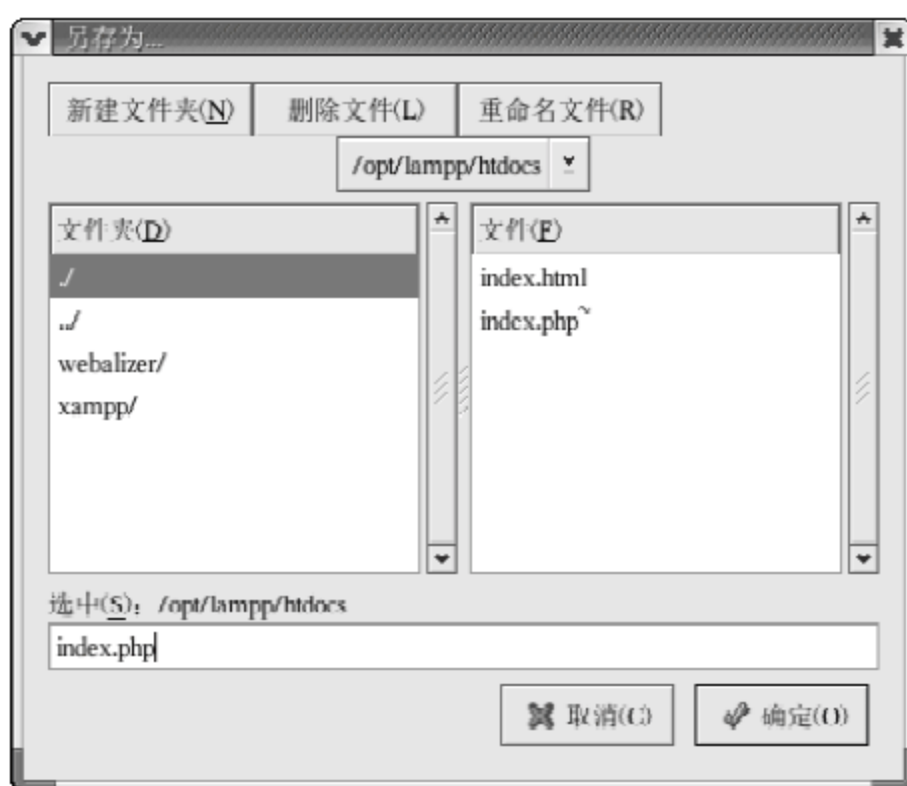 另存为...
新建文件夹(N) 删除文件(L) 重命名文件(R)
/opt/lampp/htdocs
文件夹(D)
./
../
webalizer/
xampp/
文件(F)
index.html
index.php~
选中(S): /opt/lampp/htdocs
index.php
取消(C) 确定(O)